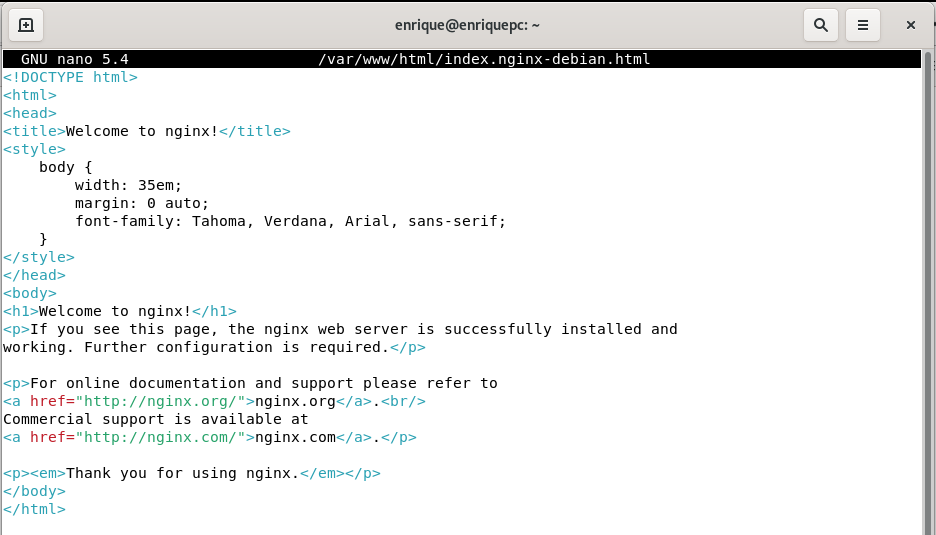 enrique@enriquepc: ~
GNU nano 5.4 /var/www/html/index.nginx-debian.html
<!DOCTYPE html>
<html>
<head>
<title>Welcome to nginx!</title>
<style>
    body {
        width: 35em;
        margin: 0 auto;
        font-family: Tahoma, Verdana, Arial, sans-serif;
    }
</style>
</head>
<body>
<h1>Welcome to nginx!</h1>
<p>If you see this page, the nginx web server is successfully installed and
working. Further configuration is required.</p>

<p>For online documentation and support please refer to
<a href="http://nginx.org/">nginx.org</a>.<br/>
Commercial support is available at
<a href="http://nginx.com/">nginx.com</a>.</p>

<p><em>Thank you for using nginx.</em></p>
</body>
</html>